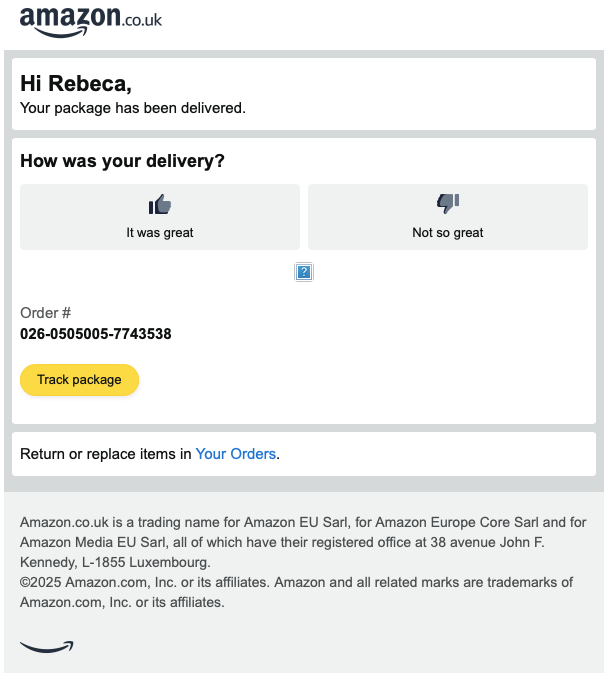 amazon.co.uk
Hi Rebeca,
Your package has been delivered.
How was your delivery?
It was great
Not so great
?
Order #
026-0505005-7743538
Track package
Return or replace items in Your Orders.
Amazon.co.uk is a trading name for Amazon EU Sarl, for Amazon Europe Core Sarl and for
Amazon Media EU Sarl, all of which have their registered office at 38 avenue John F.
Kennedy, L-1855 Luxembourg.
©2025 Amazon.com, Inc. or its affiliates. Amazon and all related marks are trademarks of
Amazon.com, Inc. or its affiliates.